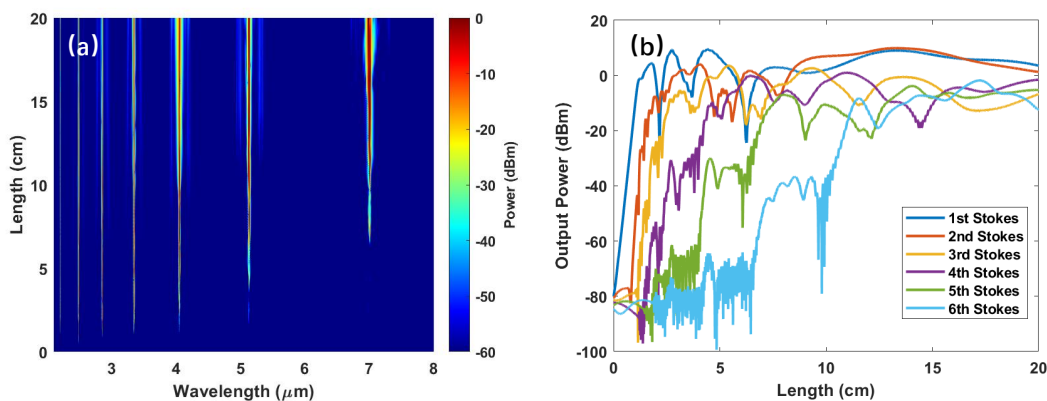 (a)
20
15
10
5
0
Length (cm)
3
4
5
6
7
8
Wavelength (μm)
0
-10
-20
-30
-40
-50
-60
Power (dBm)
(b)
20
0
-20
-40
-60
-80
-100
Output Power (dBm)
0
5
10
15
20
Length (cm)
1st Stokes
2nd Stokes
3rd Stokes
4th Stokes
5th Stokes
6th Stokes